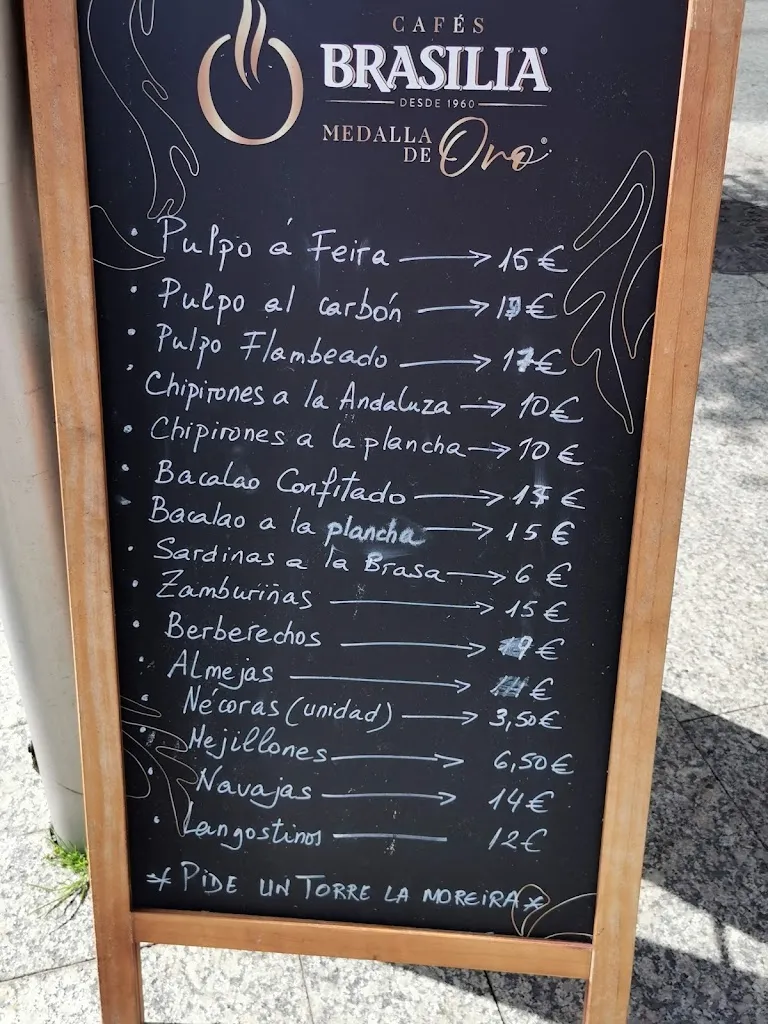 CAFÉS
BRASILIA
DESDE 1960
MEDALLA
DE Oro
• Pulpo á Feira → 16 €
• Pulpo al carbón → €
• Pulpo Flambeado → 17 €
• Chipirones a la Andaluza → 10 €
• Chipirones a la plancha → 10 €
• Bacalao Confitado → 15 €
• Bacalao a la plancha → 15 €
• Sardinas a la Brasa → 6 €
• Zamburiñas → 15 €
• Berberechos → €
• Almejas → €
• Nécoras (unidad) → 3,50€
• Mejillones → 6,50€
• Navajas → 14€
• Langostinos — 12€
* PIDE UN TORRE LA MOREIRA *